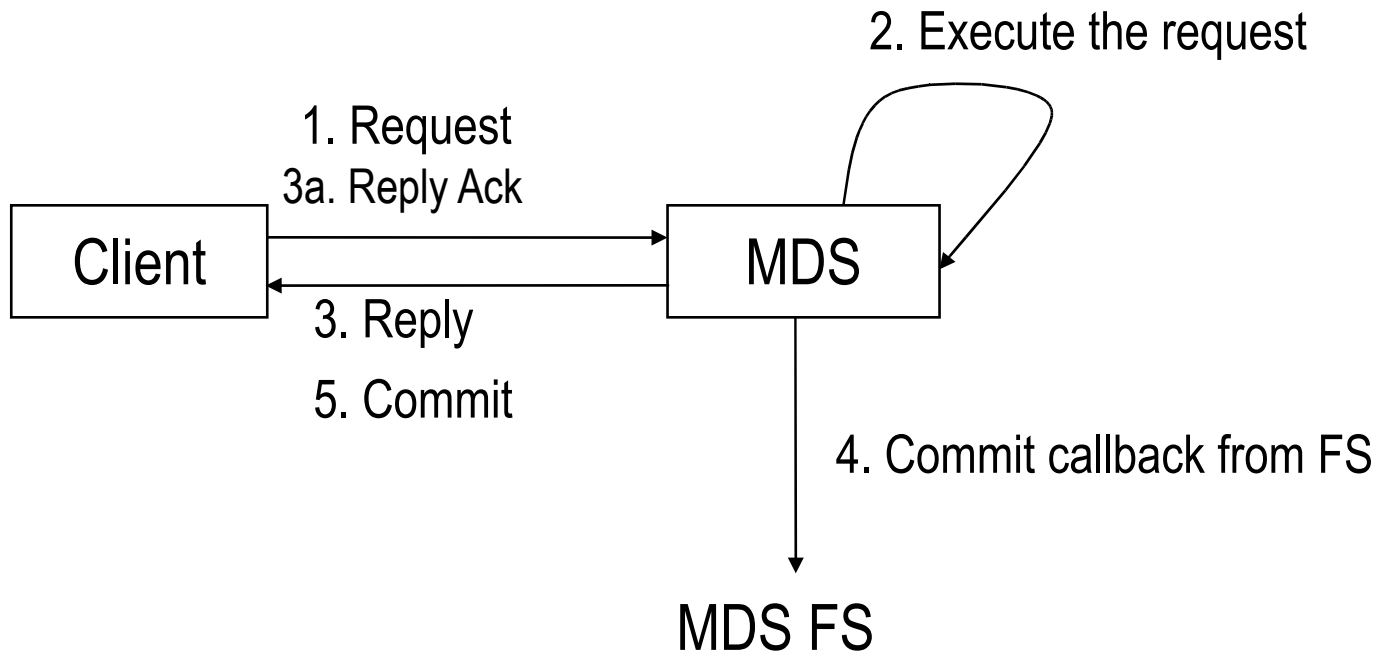 2. Execute the request
1. Request
3a. Reply Ack
Client
MDS
3. Reply
5. Commit
4. Commit callback from FS
MDS FS